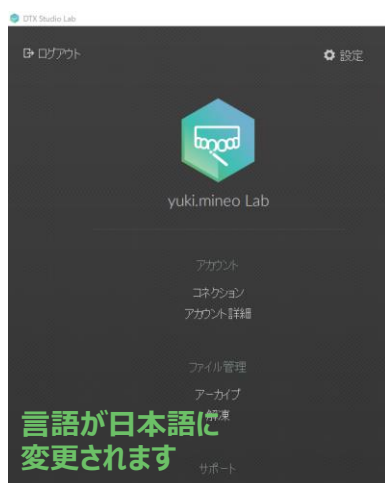 DTX Studio Lab
ログアウト
設定
yuki.mineo Lab
アカウント
コネクション
アカウント詳細
ファイル管理
アーカイブ
解凍
言語が日本語に
変更されます
サポート